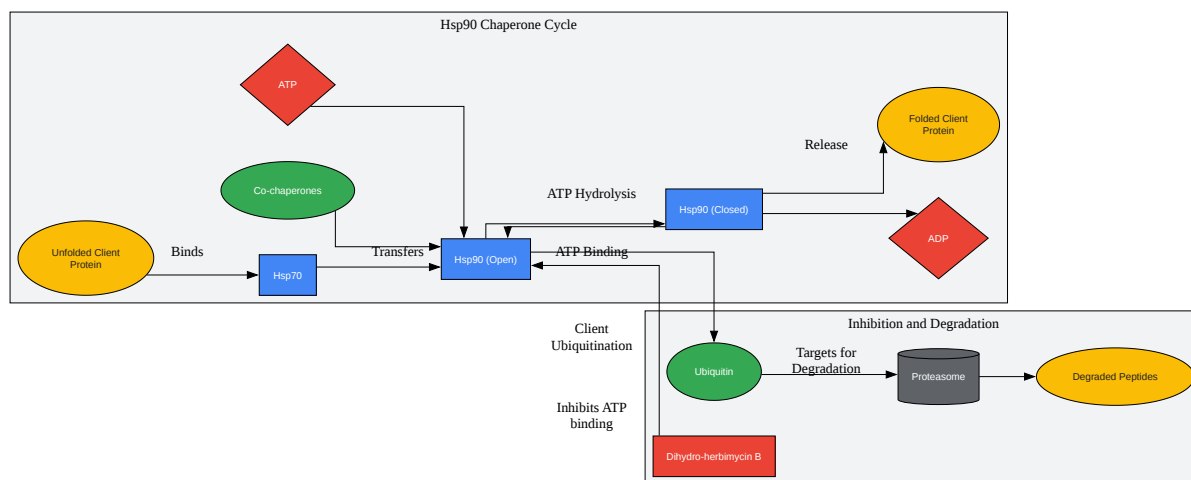 Hsp90 Chaperone Cycle
ATP
Folded Client
Protein
Release
Co-chaperones
ATP Hydrolysis
Hsp90 (Closed)
Unfolded Client
Protein
Binds
Hsp70
Transfers
Hsp90 (Open)
ATP Binding
ADP
Client
Ubiquitination
Inhibition and Degradation
Ubiquitin
Targets for
Degradation
Proteasome
Degraded Peptides
Inhibits ATP
binding
Dihydro-herbimycin B